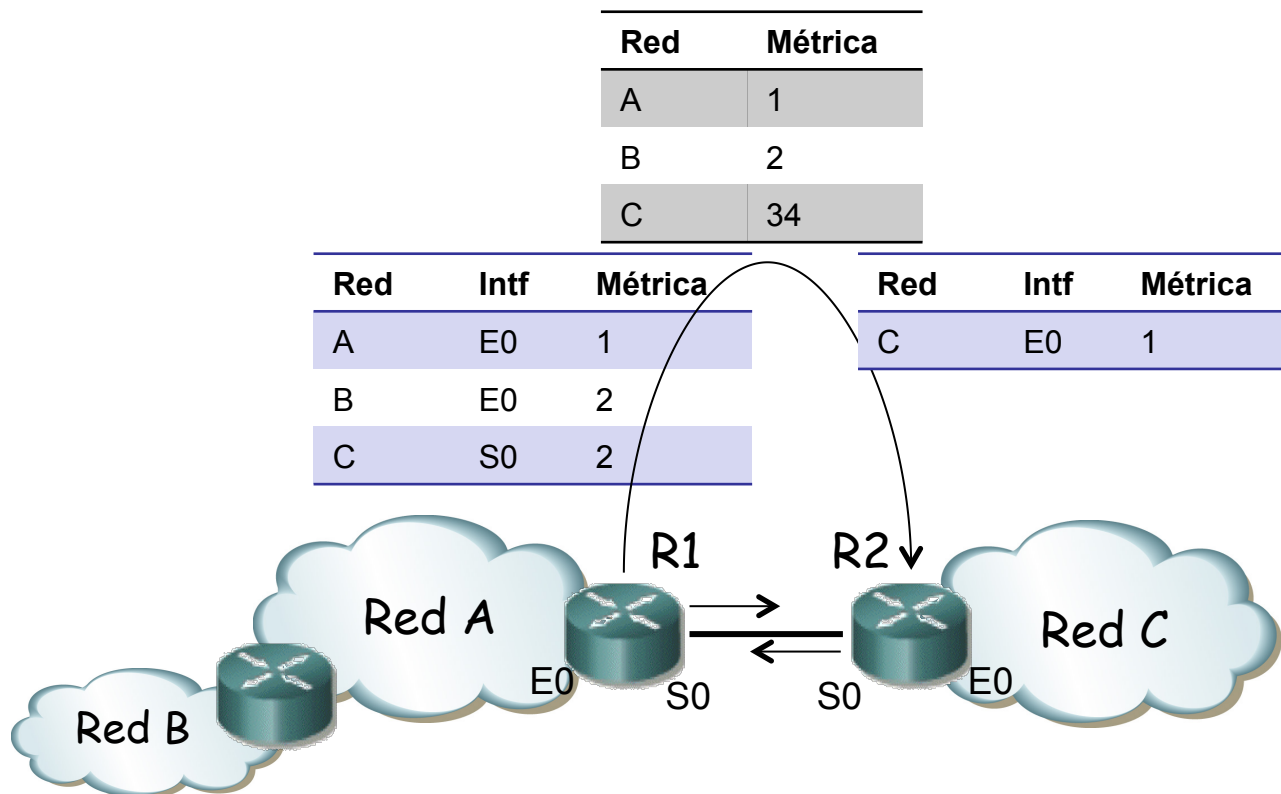 Red Métrica
A 1
B 2
C 34
Red Intf Métrica
A E0 1
B E0 2
C S0 2
Red Intf Métrica
C E0 1
R1
R2
Red A
Red C
E0
S0
S0
E0
Red B